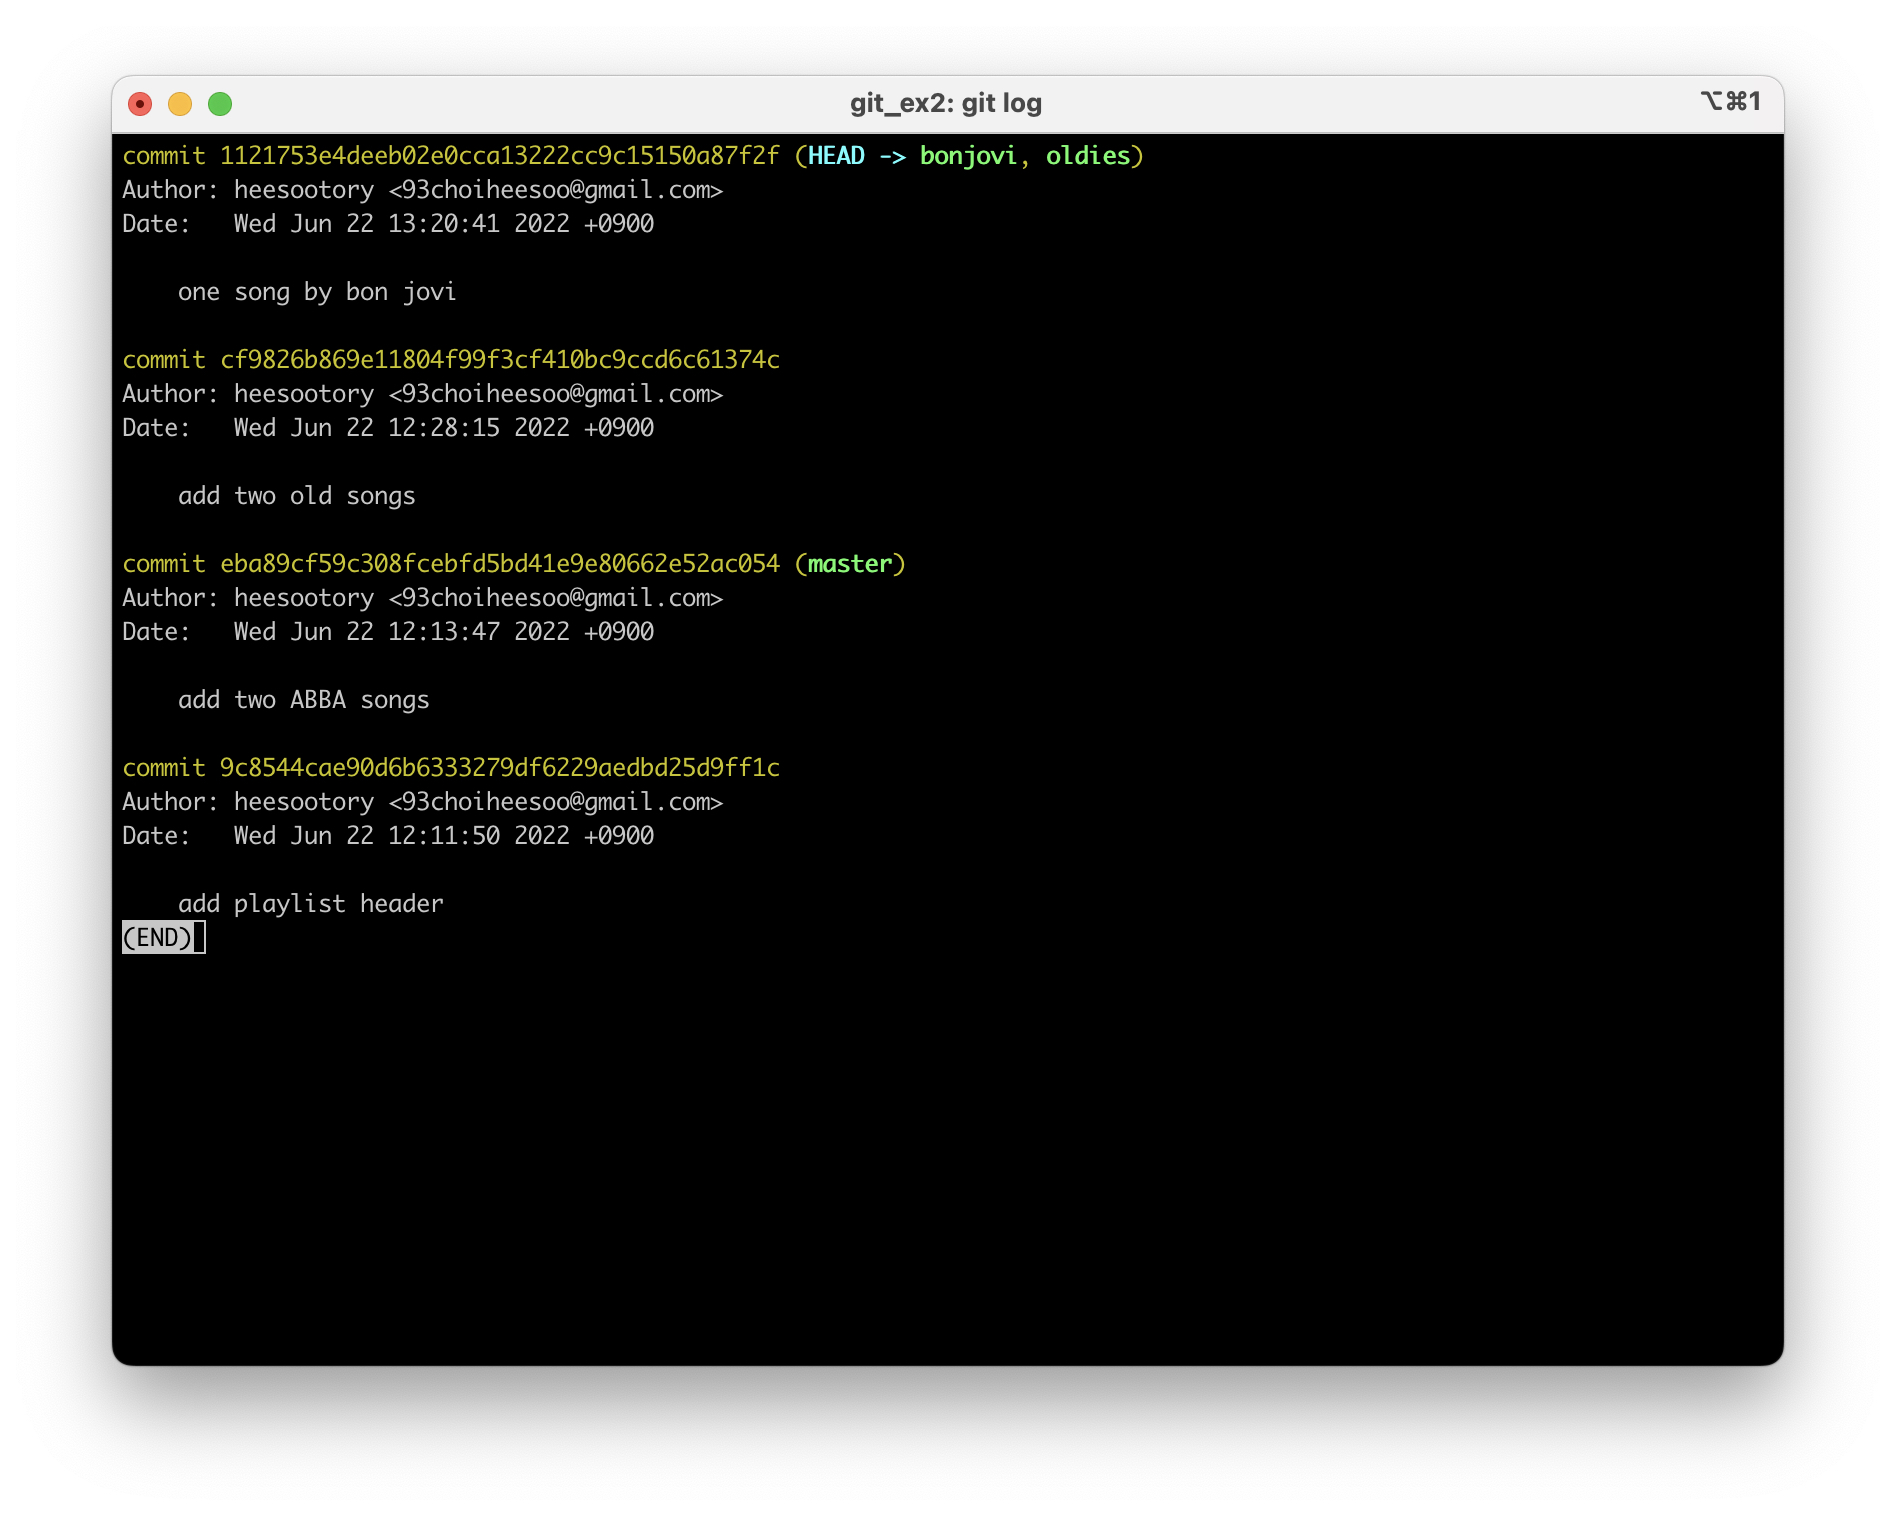 git_ex2: git log
⌥⌘1
commit 1121753e4deeb02e0cca13222cc9c15150a87f2f (HEAD -> bonjovi, oldies)
Author: heesootory <93choiheesoo@gmail.com>
Date:   Wed Jun 22 13:20:41 2022 +0900
    one song by bon jovi
commit cf9826b869e11804f99f3cf410bc9ccd6c61374c
Author: heesootory <93choiheesoo@gmail.com>
Date:   Wed Jun 22 12:28:15 2022 +0900
    add two old songs
commit eba89cf59c308fcebfd5bd41e9e80662e52ac054 (master)
Author: heesootory <93choiheesoo@gmail.com>
Date:   Wed Jun 22 12:13:47 2022 +0900
    add two ABBA songs
commit 9c8544cae90d6b6333279df6229aedbd25d9ff1c
Author: heesootory <93choiheesoo@gmail.com>
Date:   Wed Jun 22 12:11:50 2022 +0900
    add playlist header
(END)